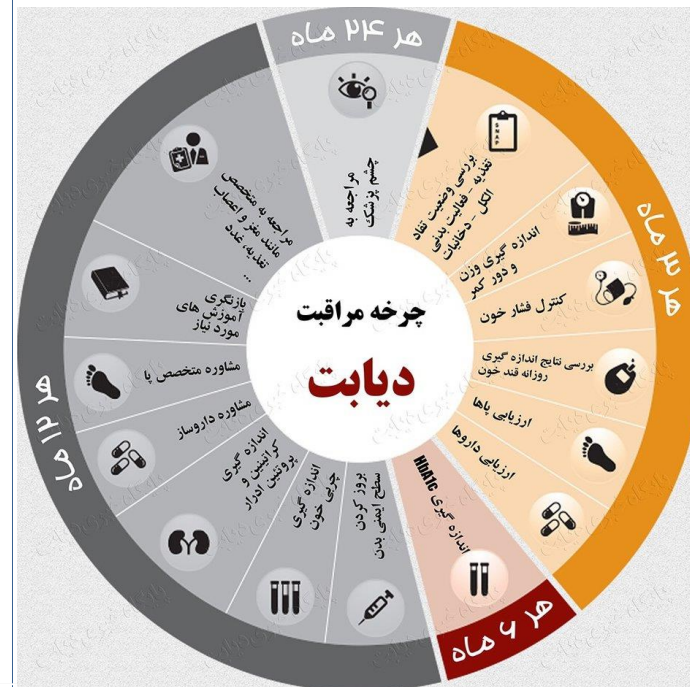 چرخه مراقبت
دیابت
هر ۳ ماه
بررسی وضعیت تفاد
تغذیه - فعالیت بدنی
الکل - دخانیات
اندازه گیری وزن
و دور کمر
کنترل فشار خون
بررسی نتایج اندازه گیری
روزانه قند خون
ارزیابی پاها
ارزیابی داروها
SNAP
هر ۶ ماه
اندازه گیری HbA1C
هر ۱۲ ماه
بروز کردن
سطح ایمنی بدن
اندازه گیری
چربی خون
اندازه گیری
کراتینین و
پروتئین ادرار
مشاوره داروساز
مشاوره متخصص پا
بازنگری
آموزش های
مورد نیاز
مراجعه به متخصص
مانند مغز و اعصاب
تغذیه، غدد
..
هر ۲۴ ماه
مراجعه به
چشم پزشک